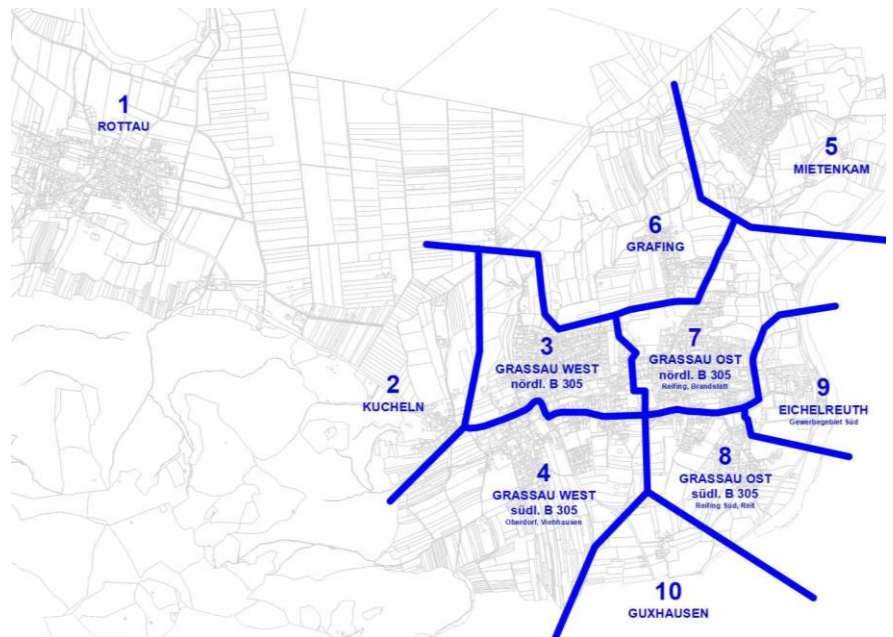 1
ROTTAU
5
MIETENKAM
6
GRAFING
3
GRASSAU WEST
nördl. B 305
7
GRASSAU OST
nördl. B 305
Reifing, Brandstätt
2
KUCHELN
9
EICHELREUTH
Gewerbegebiet Süd
4
GRASSAU WEST
südl. B 305
Oberdorf, Viehhausen
8
GRASSAU OST
südl. B 305
Reifing Süd, Reit
10
GUXHAUSEN